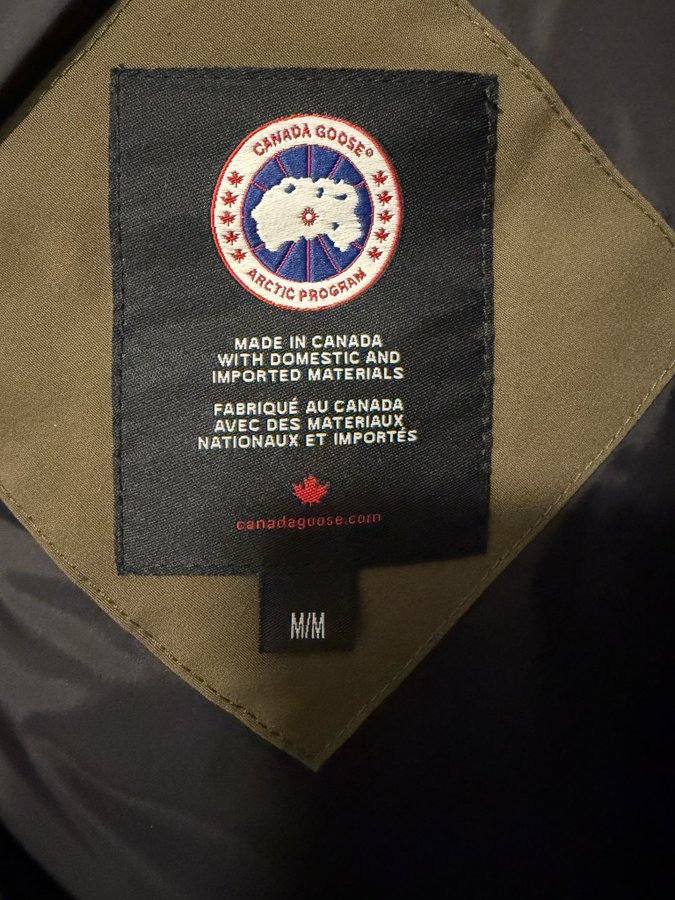 CANADA GOOSE®
ARCTIC PROGRAM
MADE IN CANADA
WITH DOMESTIC AND
IMPORTED MATERIALS
FABRIQUÉ AU CANADA
AVEC DES MATERIAUX
NATIONAUX ET IMPORTÉS
canadagoose.com
M/M